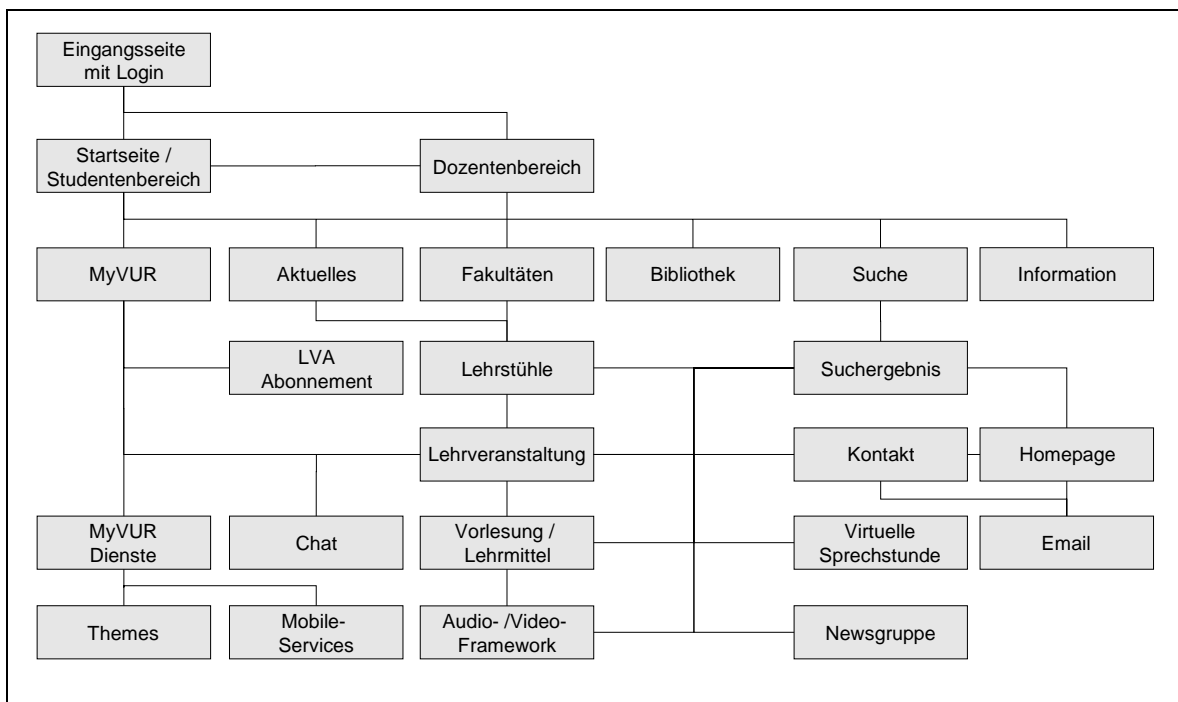 Eingangsseite
mit Login
Startseite /
Studentenbereich
Dozentenbereich
MyVUR
Aktuelles
Fakultäten
Bibliothek
Suche
Information
LVA
Abonnement
Lehrstühle
Suchergebnis
Lehrveranstaltung
Kontakt
Homepage
MyVUR
Dienste
Chat
Vorlesung /
Lehrmittel
Virtuelle
Sprechstunde
Email
Themes
Mobile-
Services
Audio- /Video-
Framework
Newsgruppe